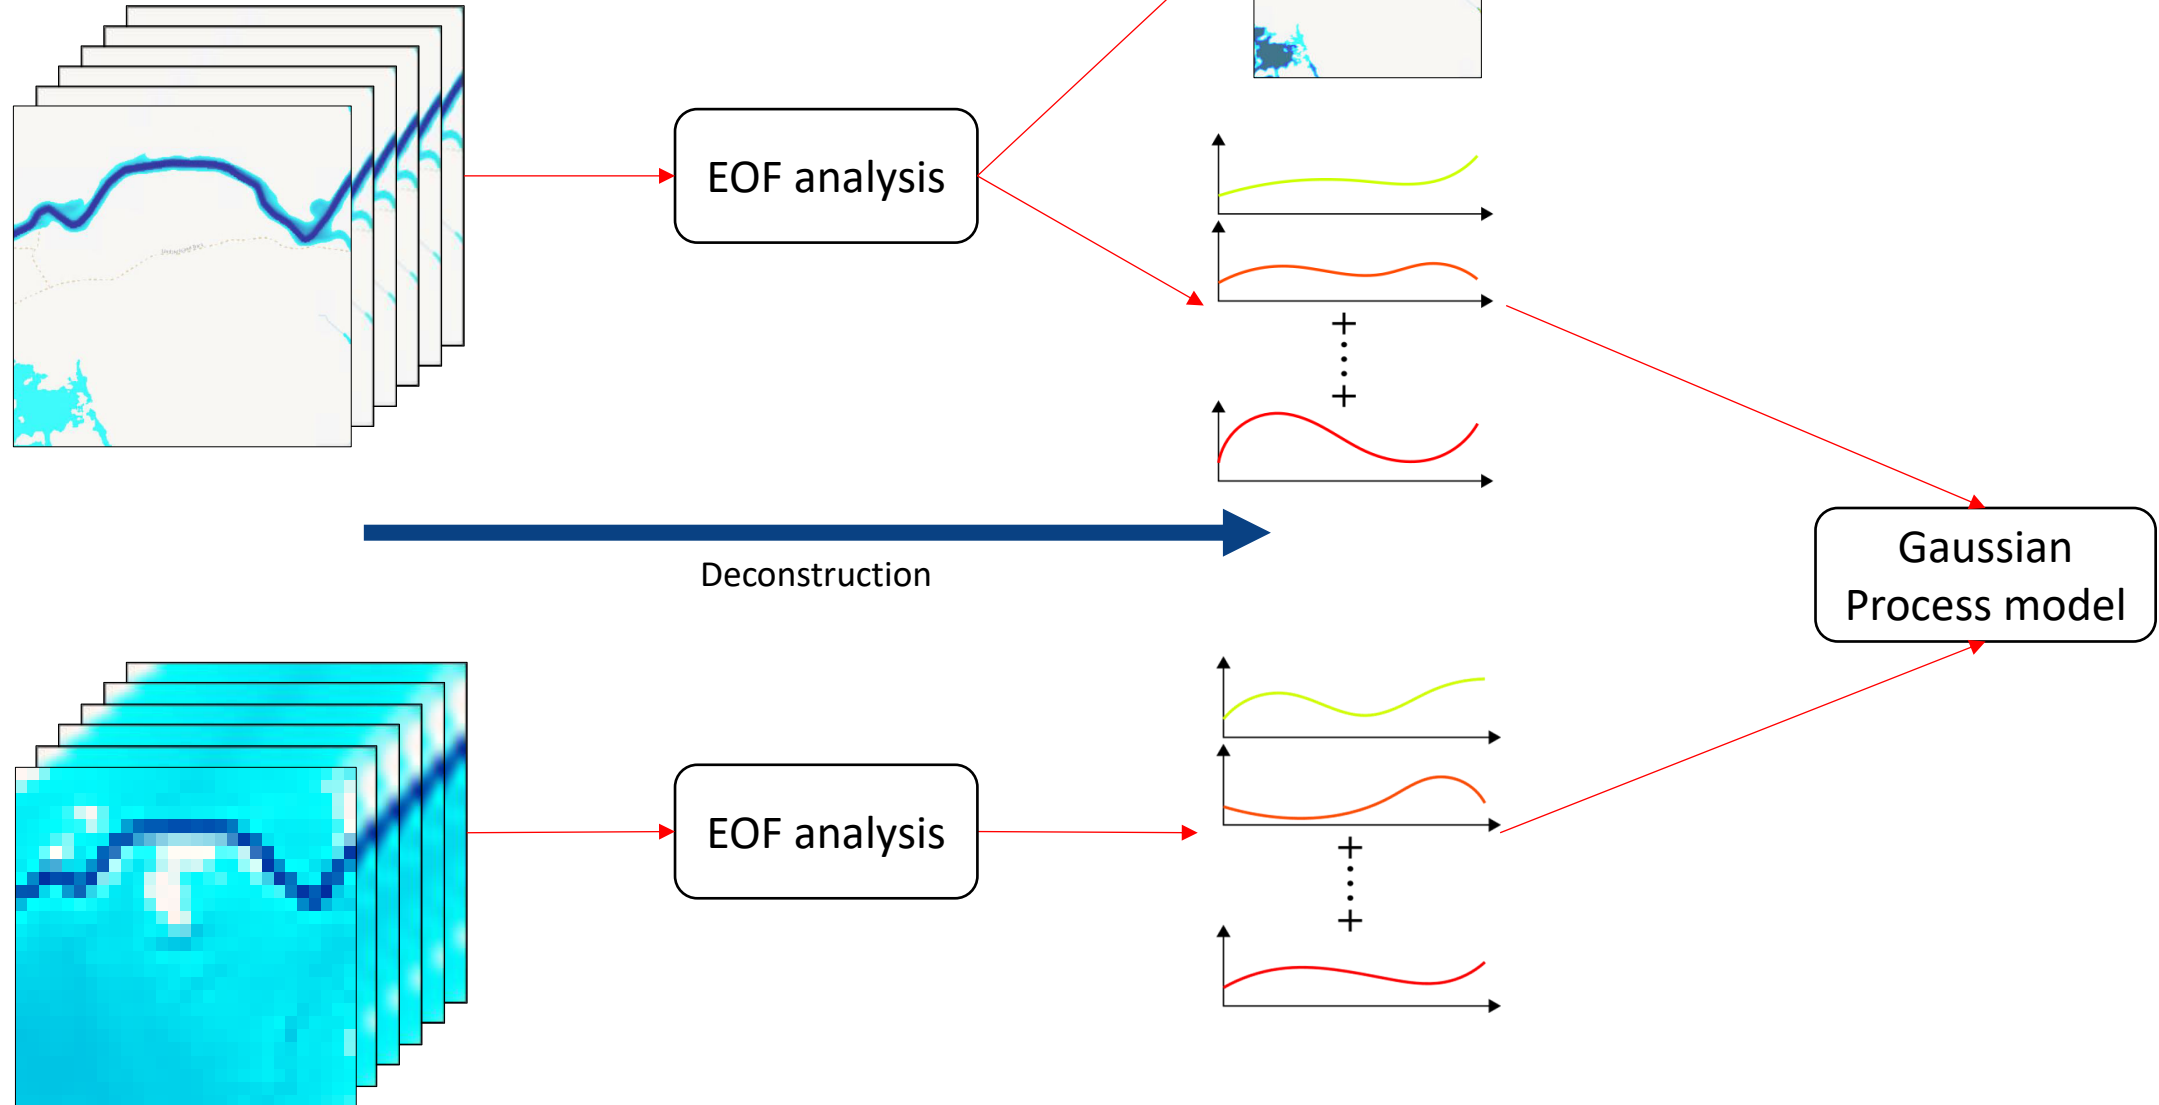 EOF analysis
Deconstruction
Gaussian
Process model
EOF analysis